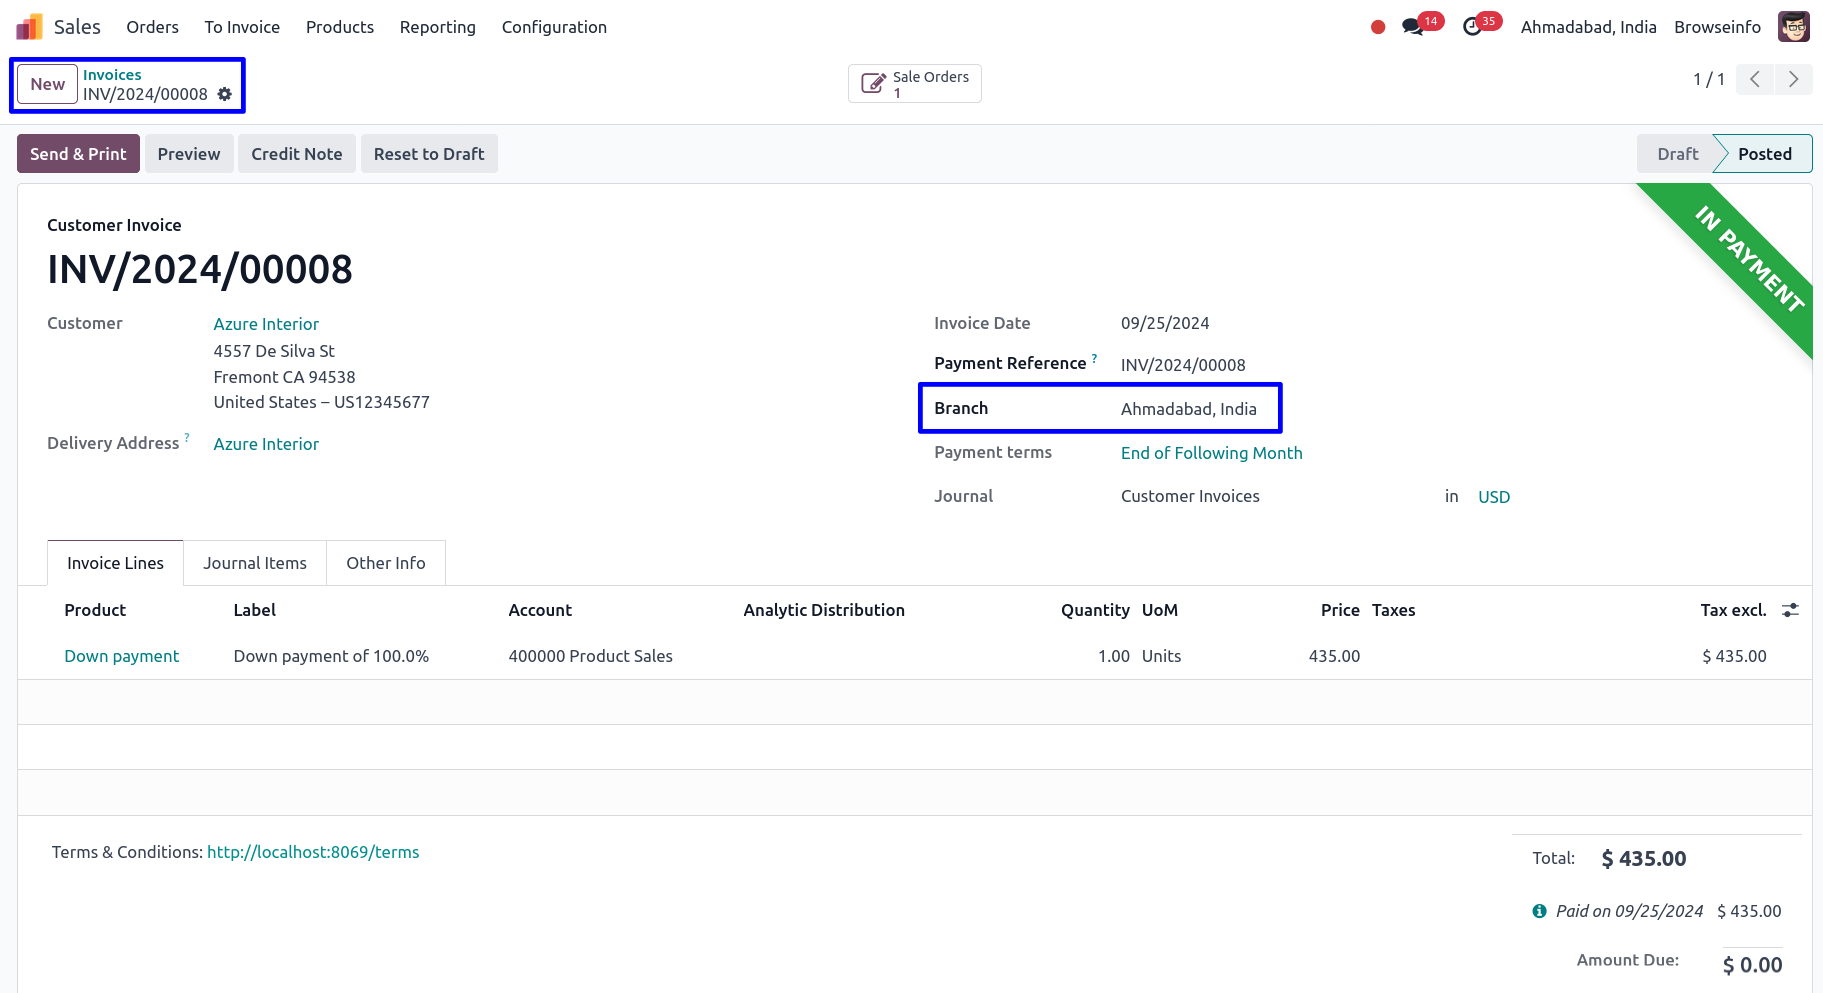 Sales Orders To Invoice Products Reporting Configuration 14 35 Ahmadabad, India Browseinfo
New Invoices
INV/2024/00008
Sale Orders
1
1 / 1
Send & Print Preview Credit Note Reset to Draft Draft Posted
IN PAYMENT
Customer Invoice
INV/2024/00008
Customer Azure Interior
4557 De Silva St
Fremont CA 94538
United States – US12345677
Delivery Address ? Azure Interior
Invoice Date 09/25/2024
Payment Reference ? INV/2024/00008
Branch Ahmadabad, India
Payment terms End of Following Month
Journal Customer Invoices in USD
Invoice Lines Journal Items Other Info
Product Label Account Analytic Distribution Quantity UoM Price Taxes Tax excl.
Down payment Down payment of 100.0% 400000 Product Sales 1.00 Units 435.00 $ 435.00
Terms & Conditions: http://localhost:8069/terms
Total: $ 435.00
Paid on 09/25/2024 $ 435.00
Amount Due: $ 0.00